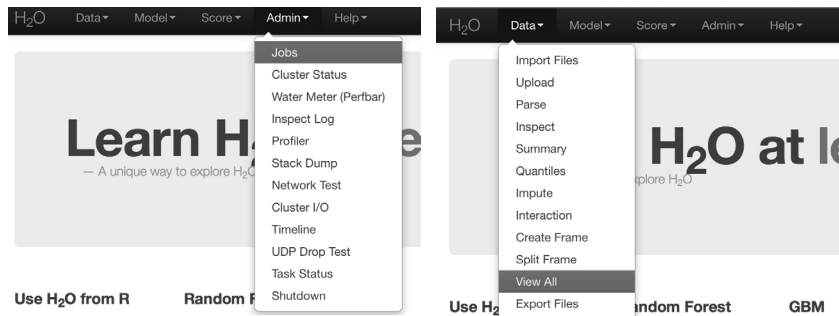 H2O Data Model Score Admin Help
Jobs
Cluster Status
Water Meter (Perfbar)
Inspect Log
Profiler
Stack Dump
Network Test
Cluster I/O
Timeline
UDP Drop Test
Task Status
Shutdown
Learn H
— A unique way to explore H2O
Use H2O from R Random F
H2O Data Model Score Admin Help
Import Files
Upload
Parse
Inspect
Summary
Quantiles
Impute
Interaction
Create Frame
Split Frame
View All
Export Files
H2O at le
xplore H2O
Use H2 andom Forest GBM